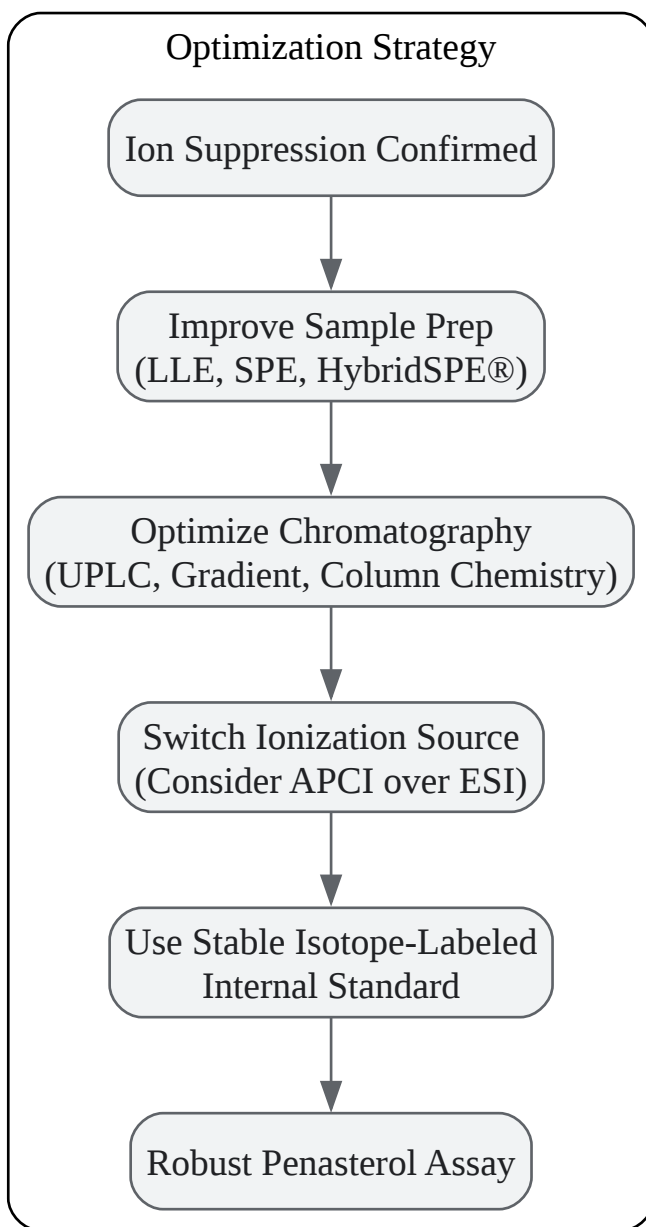 Optimization Strategy
Ion Suppression Confirmed
Improve Sample Prep
(LLE, SPE, HybridSPE®)
Optimize Chromatography
(UPLC, Gradient, Column Chemistry)
Switch Ionization Source
(Consider APCI over ESI)
Use Stable Isotope-Labeled
Internal Standard
Robust Penasterol Assay